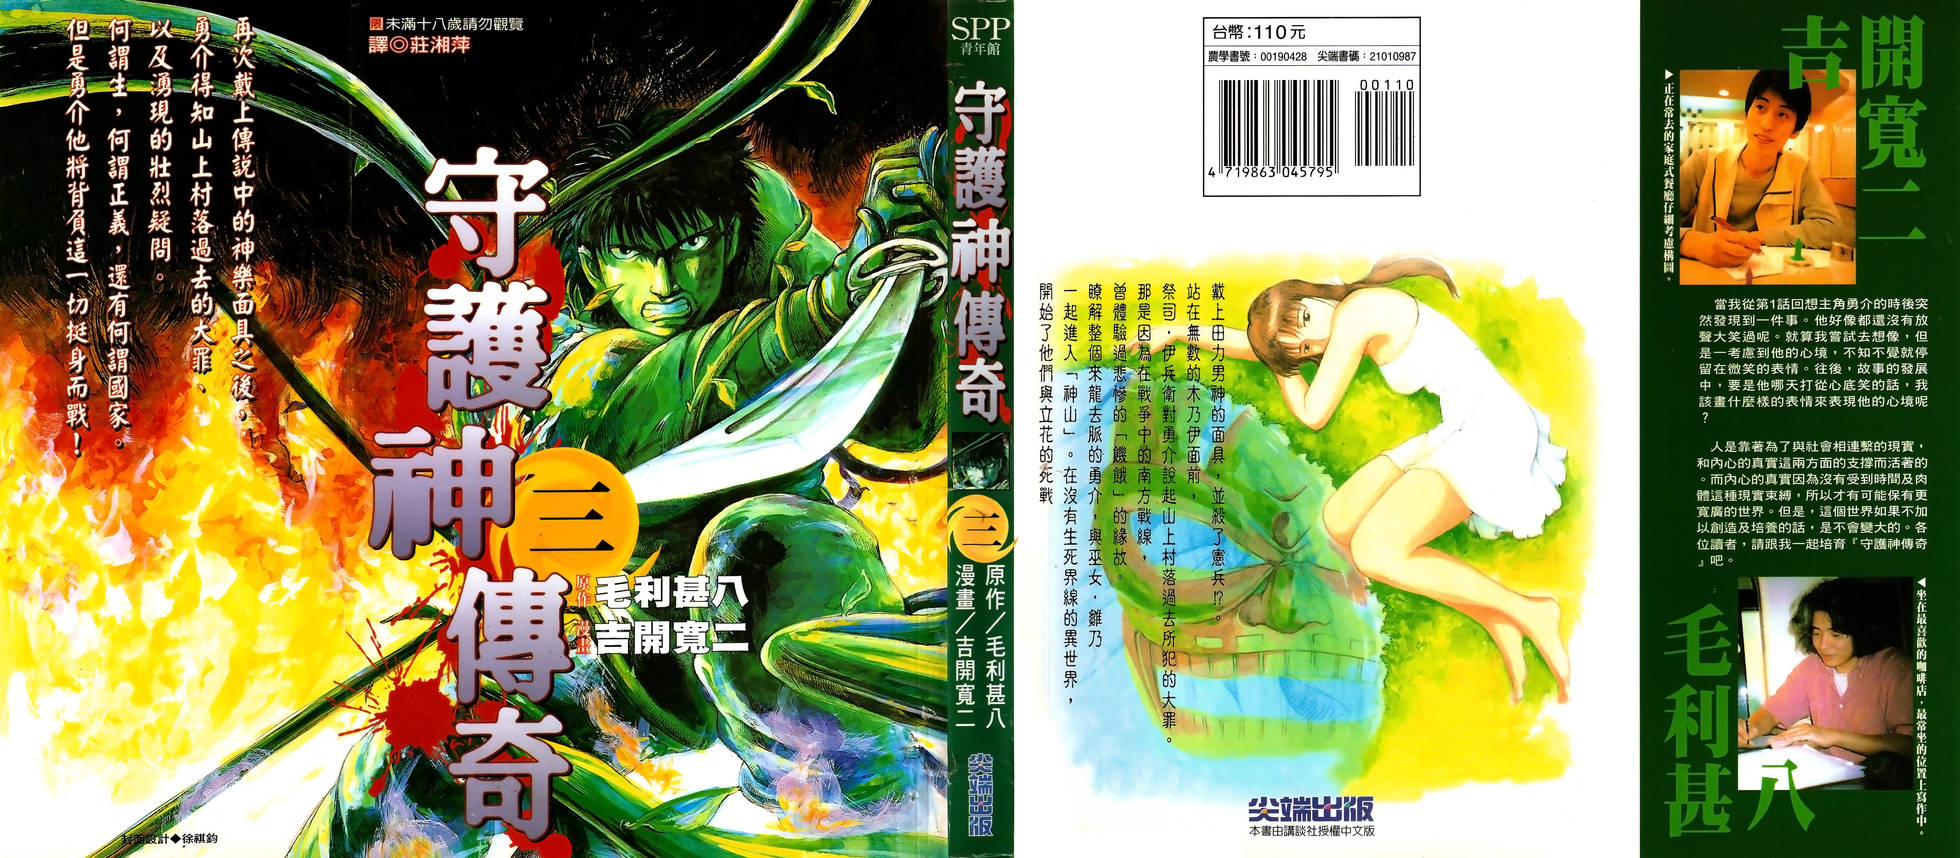 再次戴上傳說中的神樂面具之後，
勇介得知山上村落過去的大罪、
以及湧現的壯烈疑問。
何謂生，何謂正義，還有何謂國家。
但是勇介他將背負這一切挺身而戰！
限 未滿十八歲請勿觀覽
譯◎莊湘萍
守護神傳奇
三
原作 毛利甚八
漫畫 吉開寬二
封面設計◆徐祺鈞
SPP
青年館
守護神傳奇
三
原作／毛利甚八
漫畫／吉開寬二
尖端出版
台幣：110元
農學書號：00190428 尖端書碼：21010987
00110
4 719863 045795
戴上田力男神的面具，並殺了憲兵!?。
站在無數的木乃伊面前，
祭司．伊兵衛對勇介說起山上村落過去所犯的大罪。
那是因為在戰爭中的南方戰線，
曾體驗過悲慘的「饑餓」的緣故。
瞭解整個來龍去脈的勇介，與巫女．雛乃
一起進入「神山」。在沒有生死界線的異世界，
開始了他們與立花的死戰
尖端出版
本書由講談社授權中文版
吉開寬二
▶正在常去的家庭式餐廳仔細考慮構圖。
當我從第1話回想主角勇介的時後突
然發現到一件事。他好像都還沒有放
聲大笑過呢。就算我嘗試去想像，但
是一考慮到他的心境，不知不覺就停
留在微笑的表情。往後，故事的發展
中，要是他哪天打從心底笑的話，我
該畫什麼樣的表情來表現他的心境呢
？
人是靠著為了與社會相連繫的現實，
和內心的真實這兩方面的支撐而活著的
。而內心的真實因為沒有受到時間及肉
體這種現實束縛，所以才有可能保有更
寬廣的世界。但是，這個世界如果不加
以創造及培養的話，是不會變大的。各
位讀者，請跟我一起培育『守護神傳奇
』吧。
◀坐在最喜歡的咖啡店，最常坐的位置上寫作中。
毛利甚八